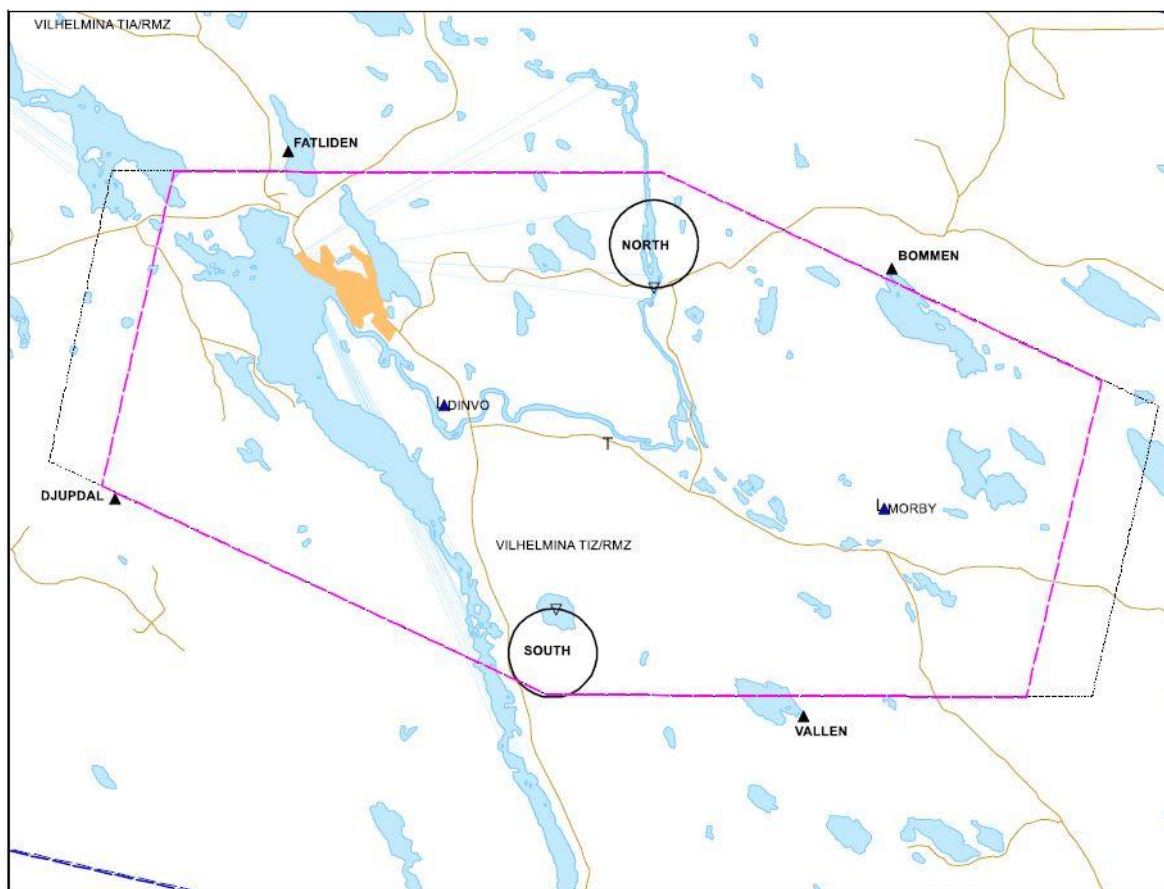 VILHELMINA TIA/RMZ
FATLIDEN
NORTH
BOMMEN
L DINVO
T
DJUPDAL
L MORBY
VILHELMINA TIZ/RMZ
SOUTH
VALLEN